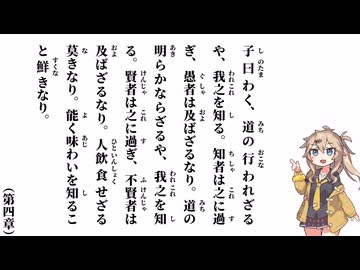 子曰わく、道の行われざる
や、我之を知る。知者は之に過
ぎ、愚者は及ばざるなり。道の
明らかならざるや、我之を知
る。賢者は之に過ぎ、不賢者は
及ばざるなり。人飲食せざる
莫きなり。能く味わいを知るこ
と鮮きなり。
（第四章）